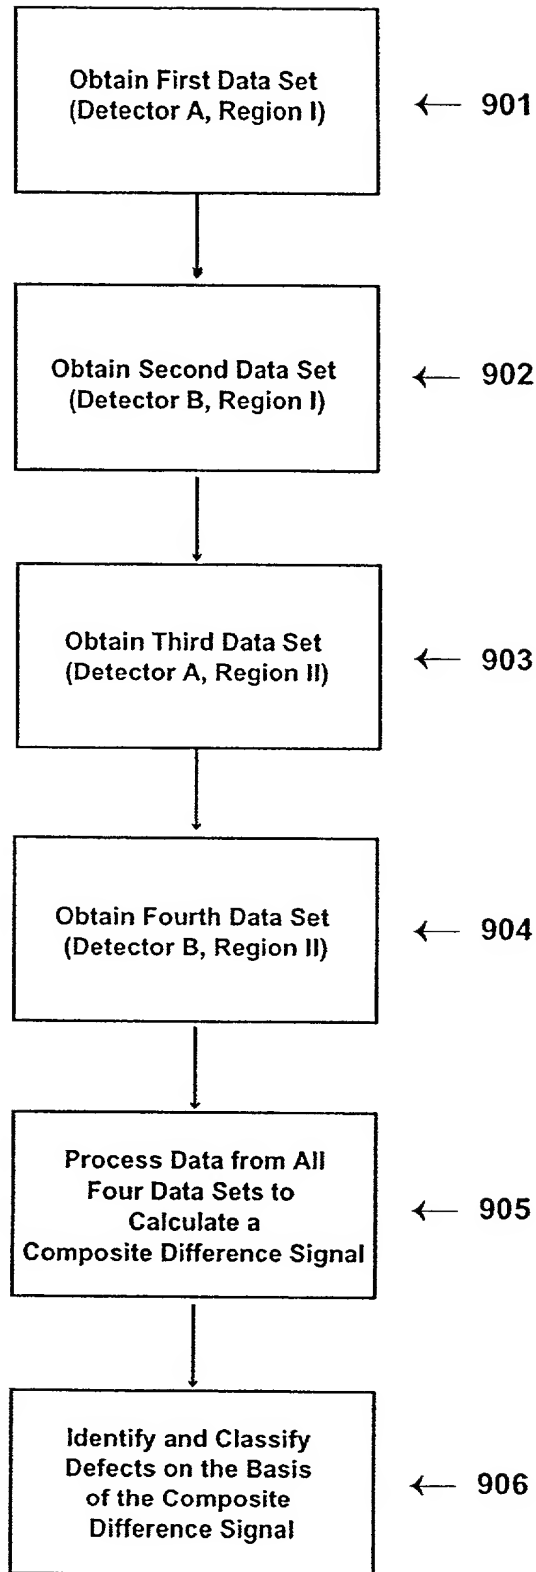 Obtain First Data Set
(Detector A, Region I)
901
Obtain Second Data Set
(Detector B, Region I)
902
Obtain Third Data Set
(Detector A, Region II)
903
Obtain Fourth Data Set
(Detector B, Region II)
904
Process Data from All
Four Data Sets to
Calculate a
Composite Difference Signal
905
Identify and Classify
Defects on the Basis
of the Composite
Difference Signal
906